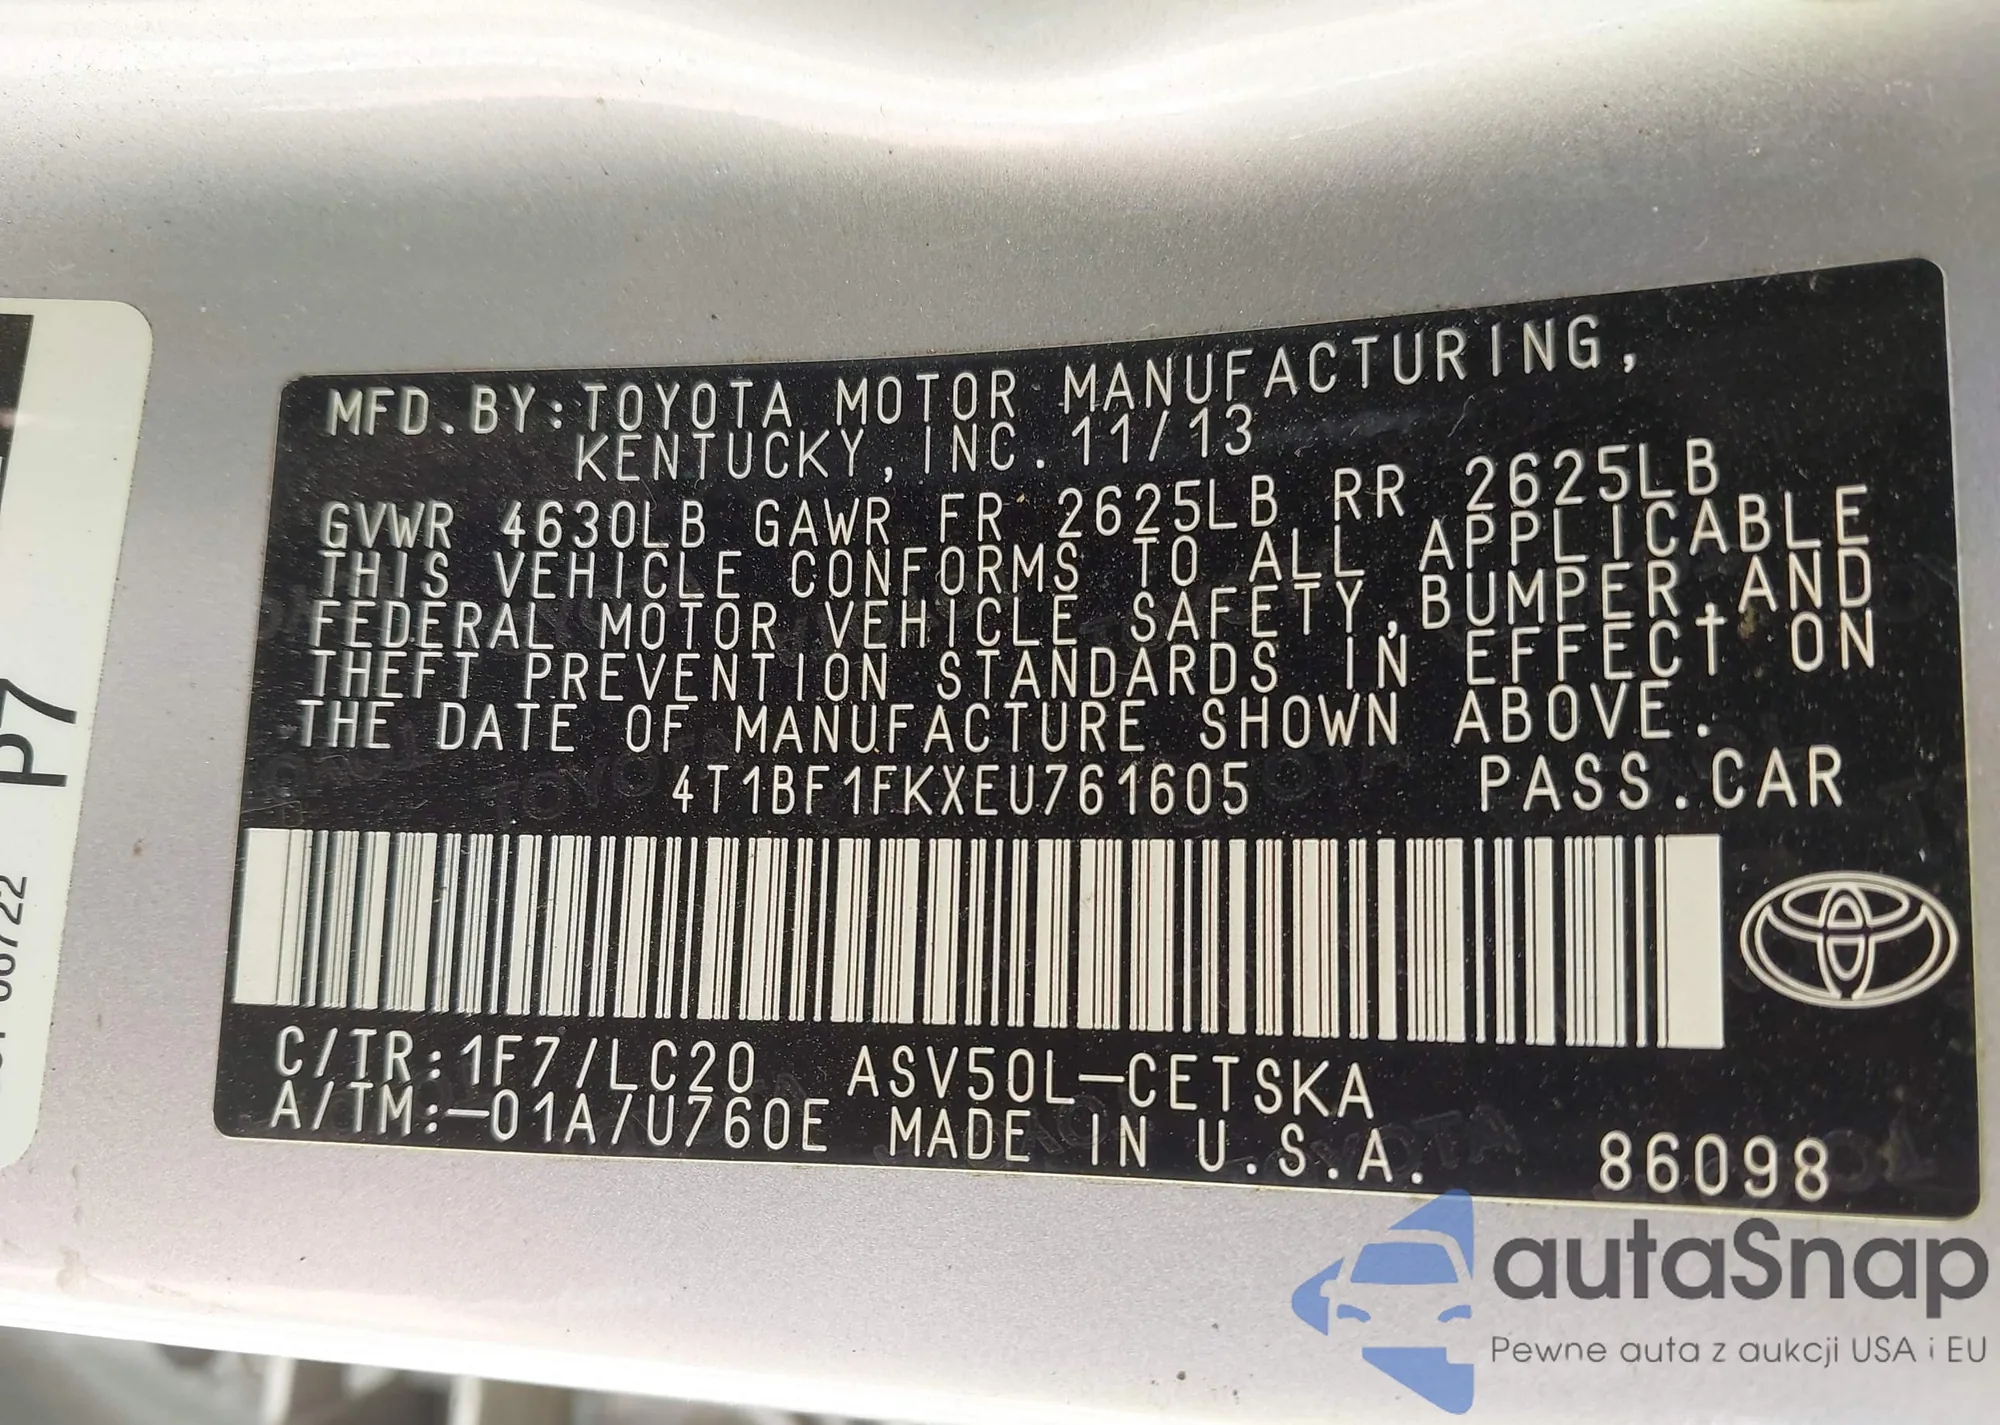 MFD. BY: TOYOTA MOTOR MANUFACTURING,
KENTUCKY, INC. 11/13
GVWR 4630LB GAWR FR 2625LB RR 2625LB
THIS VEHICLE CONFORMS TO ALL APPLICABLE
FEDERAL MOTOR VEHICLE SAFETY, BUMPER, AND
THEFT PREVENTION STANDARDS IN EFFECT ON
THE DATE OF MANUFACTURE SHOWN ABOVE.
4T1BF1FKXEU761605 PASS. CAR
C/TR: 1F7/LC20 ASV50L-CETSKA
A/TM: -01A/U760E MADE IN U.S.A. 86098
P7
autaSnap
Pewne auta z aukcji USA i EU